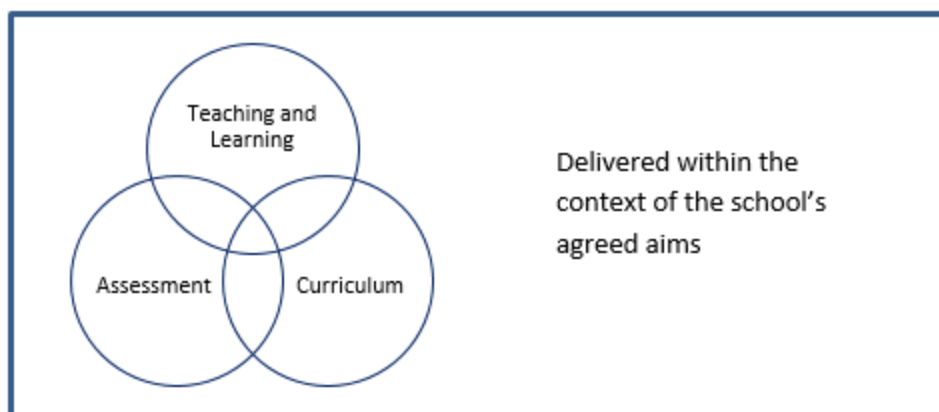 Teaching and
Learning
Assessment
Curriculum
Delivered within the
context of the school’s
agreed aims